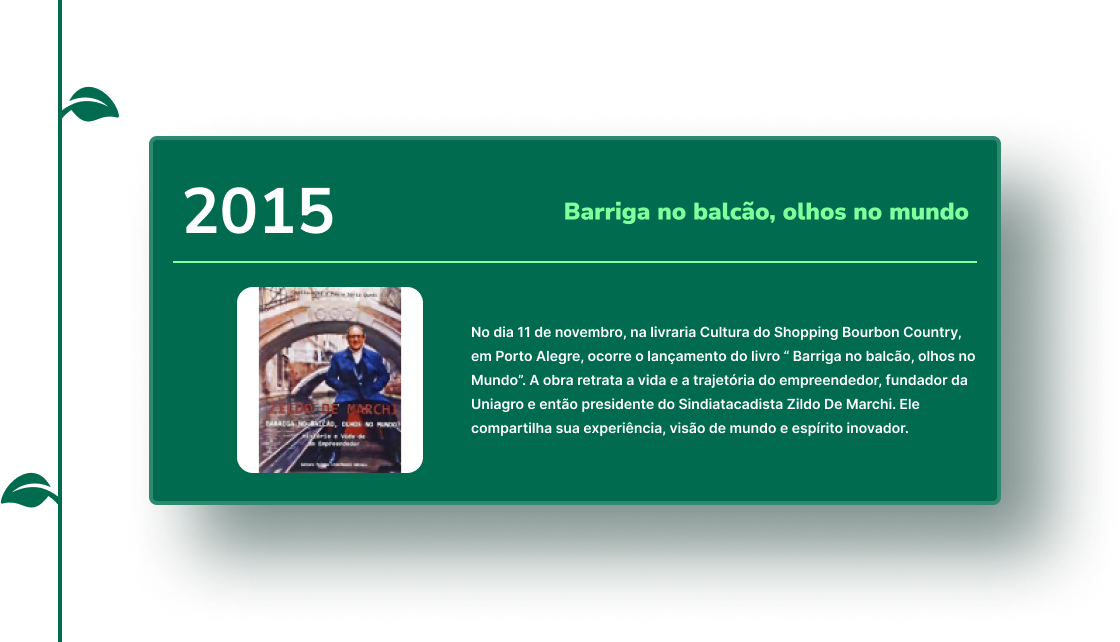 2015
Barriga no balcão, olhos no mundo
No dia 11 de novembro, na livraria Cultura do Shopping Bourbon Country,
em Porto Alegre, ocorre o lançamento do livro “ Barriga no balcão, olhos no
Mundo”. A obra retrata a vida e a trajetória do empreendedor, fundador da
Uniagro e então presidente do Sindiatacadista Zildo De Marchi. Ele
compartilha sua experiência, visão de mundo e espírito inovador.
ZILDO DE MARCHI
BARRIGA NO BALCÃO, OLHOS NO MUNDO
História e Vida de
um Empreendedor